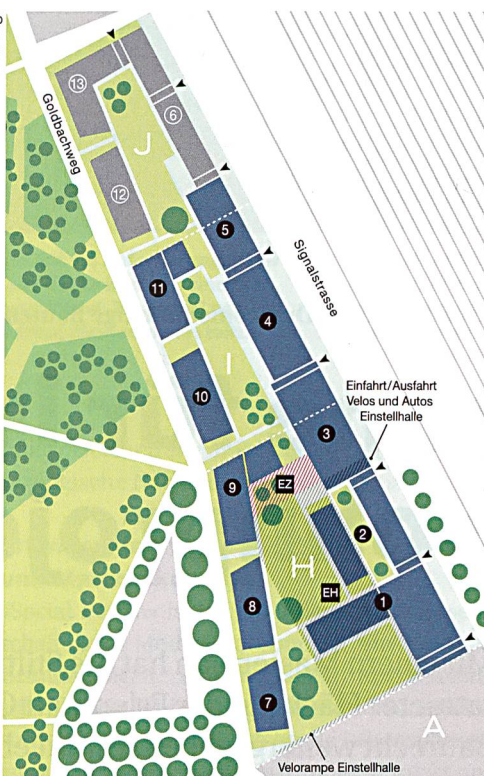 13
6
Goldbachweg
J
12
5
11
Signalstrasse
4
I
10
Einfahrt/Ausfahrt
Velos und Autos
Einstellhalle
3
9
EZ
2
H
EH
8
1
7
A
Velorampe Einstellhalle